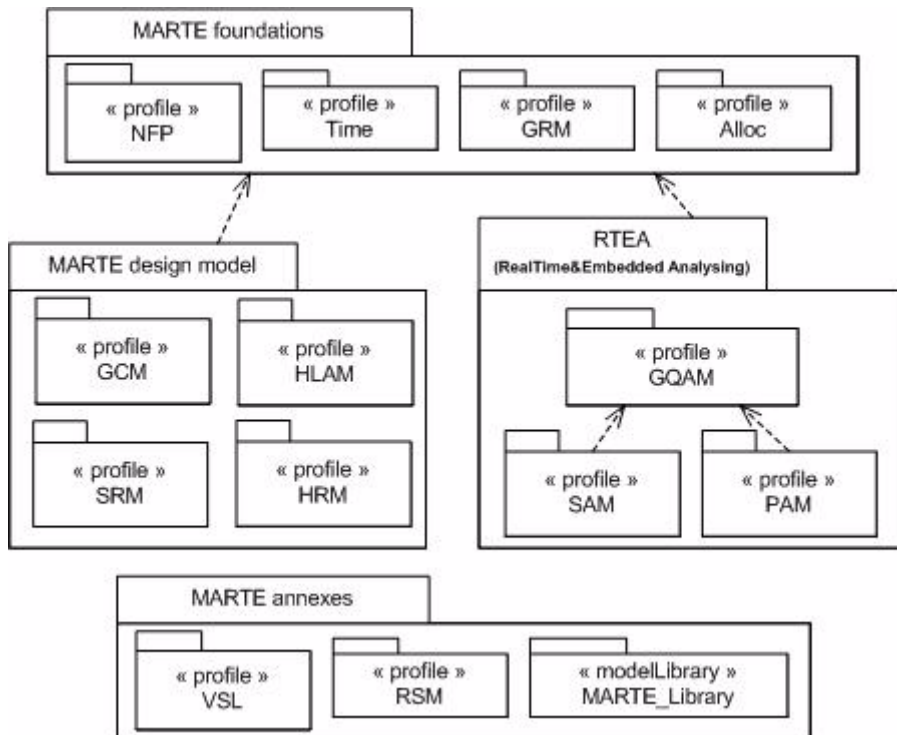 MARTE foundations
« profile »
NFP
« profile »
Time
« profile »
GRM
« profile »
Alloc
MARTE design model
« profile »
GCM
« profile »
HLAM
« profile »
SRM
« profile »
HRM
RTEA
(RealTime&Embedded Analysing)
« profile »
GQAM
« profile »
SAM
« profile »
PAM
MARTE annexes
« profile »
VSL
« profile »
RSM
« modelLibrary »
MARTE_Library